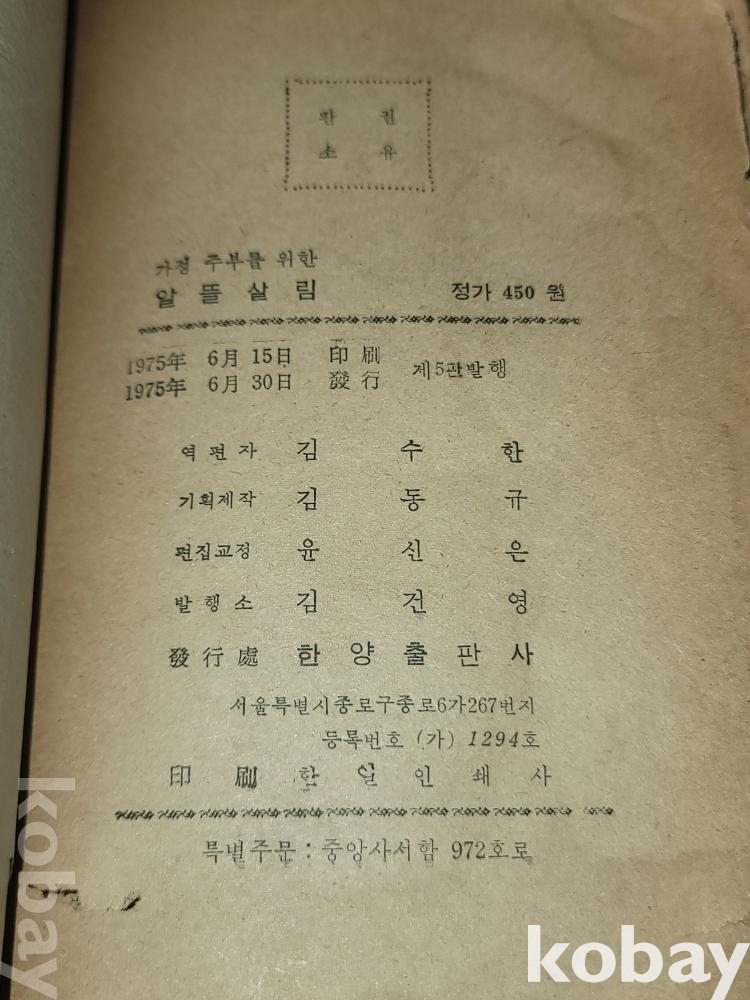 판 권
소 유
가정 주부를 위한
알 뜰 살 림 정가 450 원
1975年 6月 15日 印刷
1975年 6月 30日 發行 제5판발행
역 편 자 김 수 한
기획제작 김 동 규
편집교정 윤 신 은
발 행 소 김 건 영
發 行 處 한 양 출 판 사
서울특별시종로구종로6가267번지
등록번호 (가) 1294호
印 刷 한 일 인 쇄 사
특별주문 : 중앙사서함 972호로
kobay
kobay